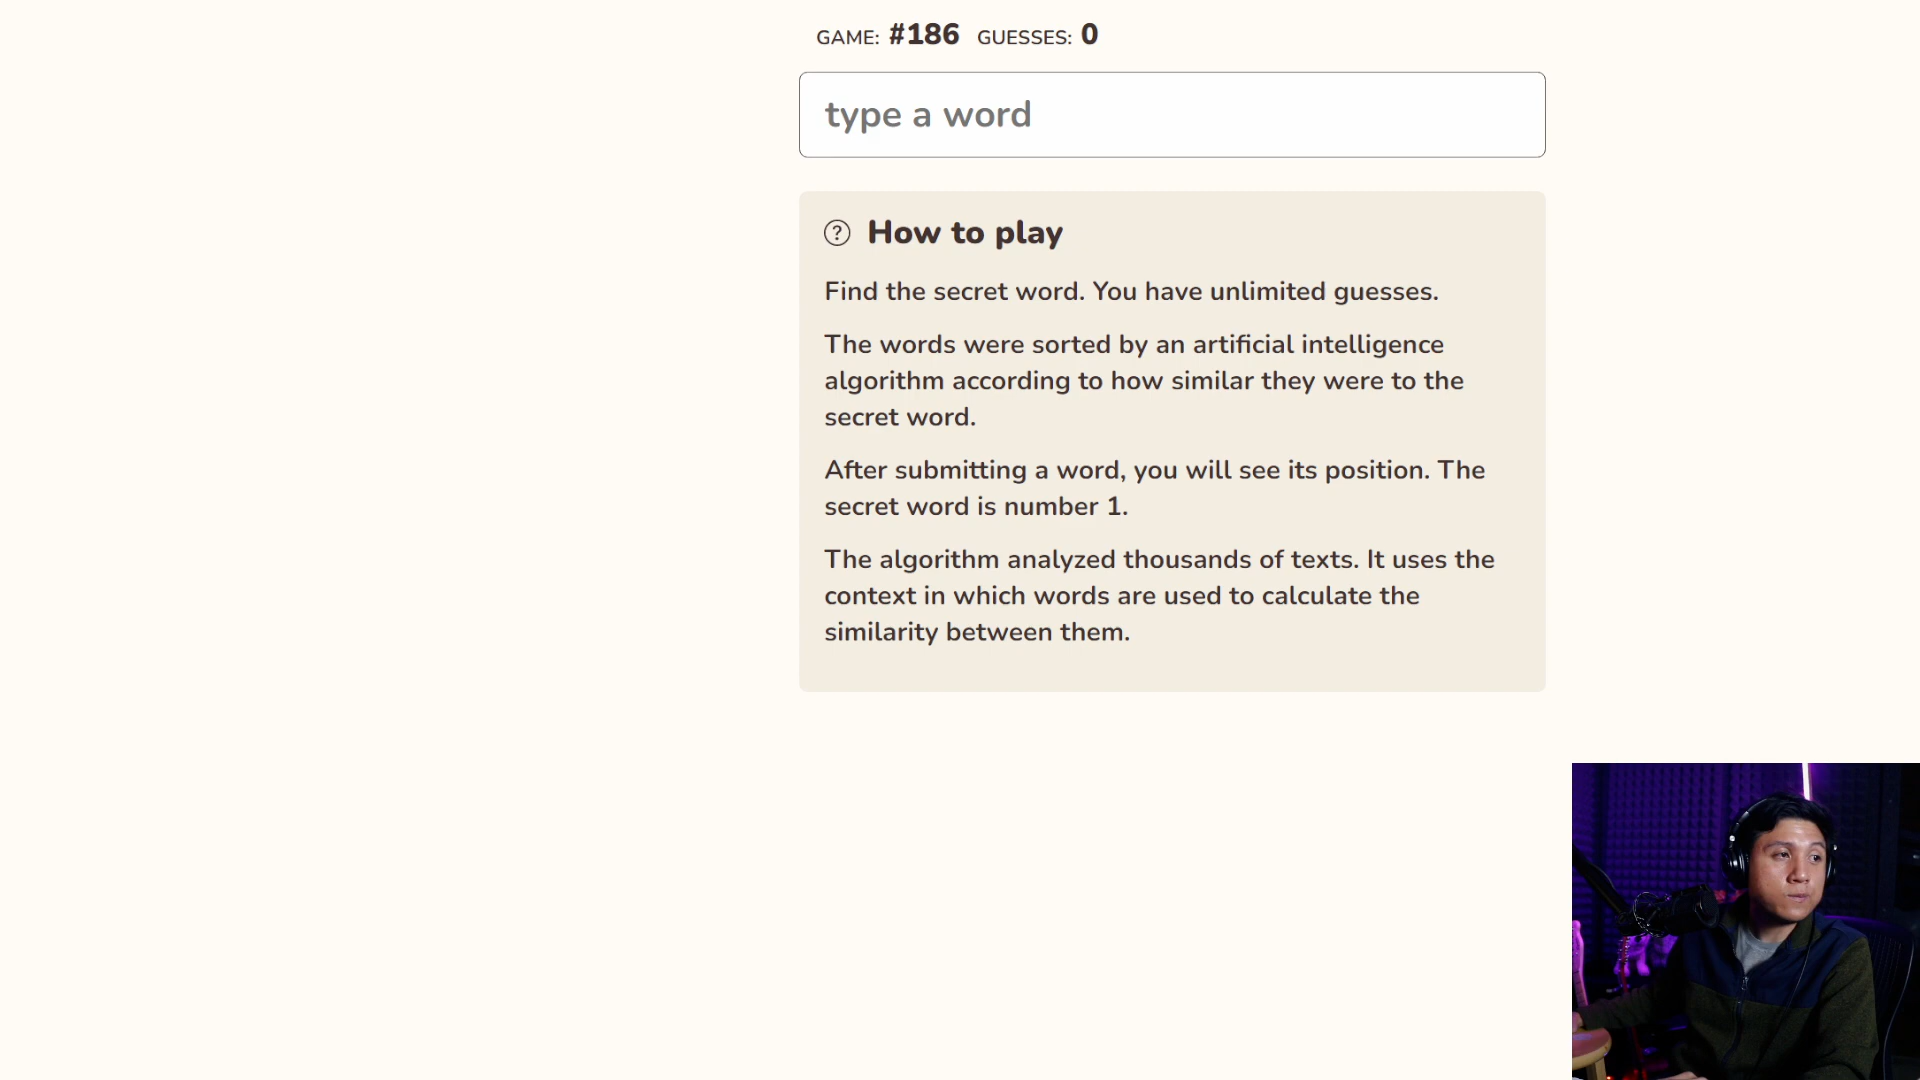 GAME: #186 GUESSES: 0
type a word
? How to play
Find the secret word. You have unlimited guesses.
The words were sorted by an artificial intelligence
algorithm according to how similar they were to the
secret word.
After submitting a word, you will see its position. The
secret word is number 1.
The algorithm analyzed thousands of texts. It uses the
context in which words are used to calculate the
similarity between them.